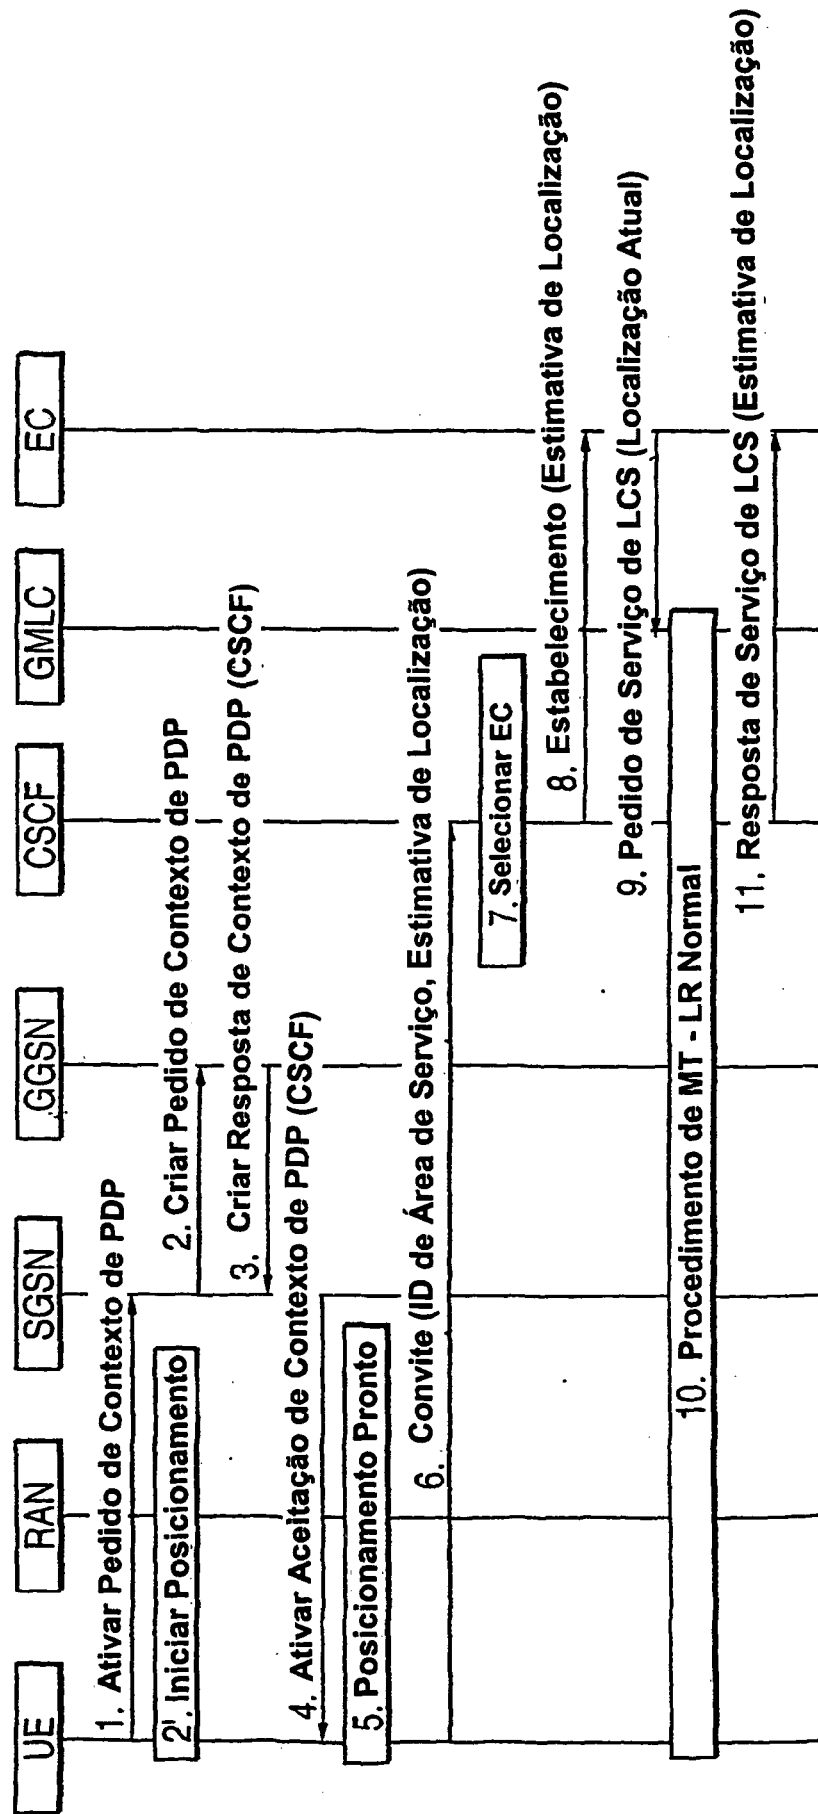 UE
RAN
SGSN
GGSN
CSCF
GMLC
EC
1. Ativar Pedido de Contexto de PDP
2'. Iniciar Posicionamento
2. Criar Pedido de Contexto de PDP
3. Criar Resposta de Contexto de PDP (CSCF)
4. Ativar Aceitação de Contexto de PDP (CSCF)
5. Posicionamento Pronto
6. Convite (ID de Área de Serviço, Estimativa de Localização)
7. Selecionar EC
8. Estabelecimento (Estimativa de Localização)
9. Pedido de Serviço de LCS (Localização Atual)
10. Procedimento de MT - LR Normal
11. Resposta de Serviço de LCS (Estimativa de Localização)